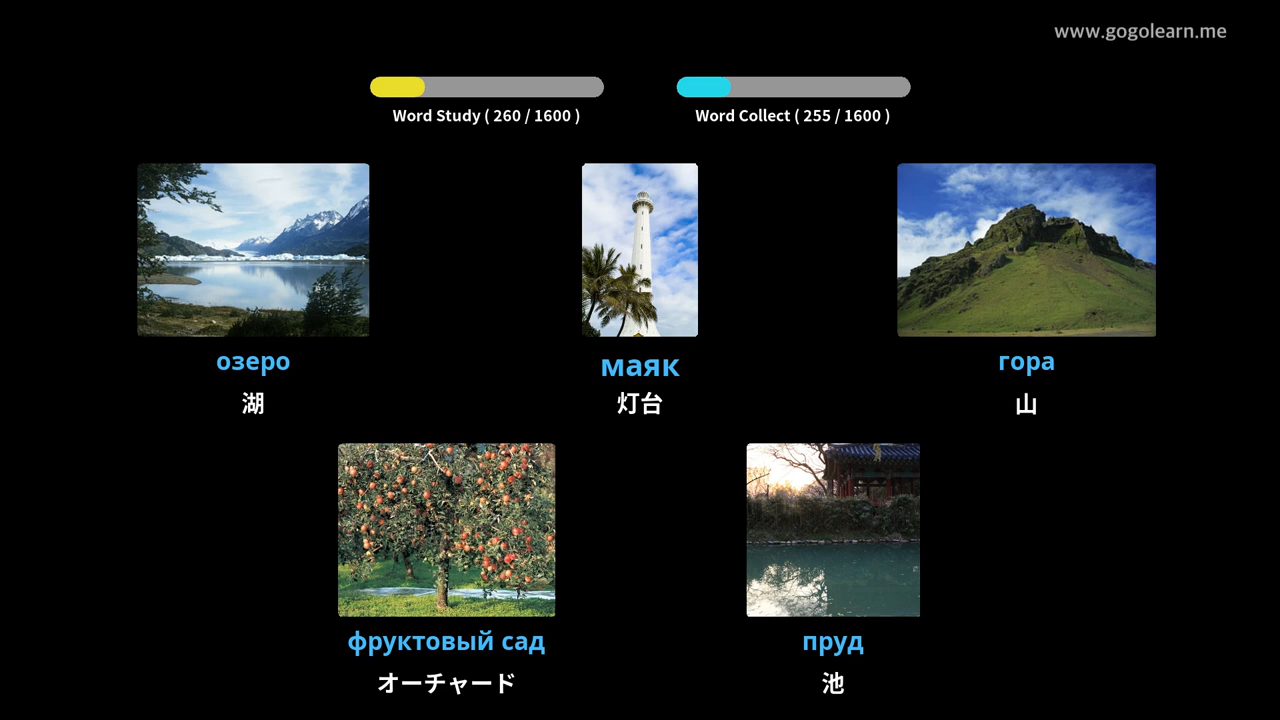 www.gogolearn.me
Word Study ( 260 / 1600 )
Word Collect ( 255 / 1600 )
озеро
湖
маяк
灯台
гора
山
фруктовый сад
オーチャード
пруд
池